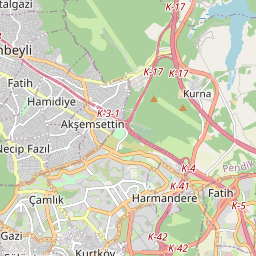 talgazi
K-17
nbeyli
Fatih
K-17
K-17
Hamidiye
Kurna
K-3-1
Akşemsettin
Necip Fazıl
K-4
Pendik
K-41
Çamlık
Harmandere
Fatih
K-5
Gazi
K-42
K-42
Kurtköy